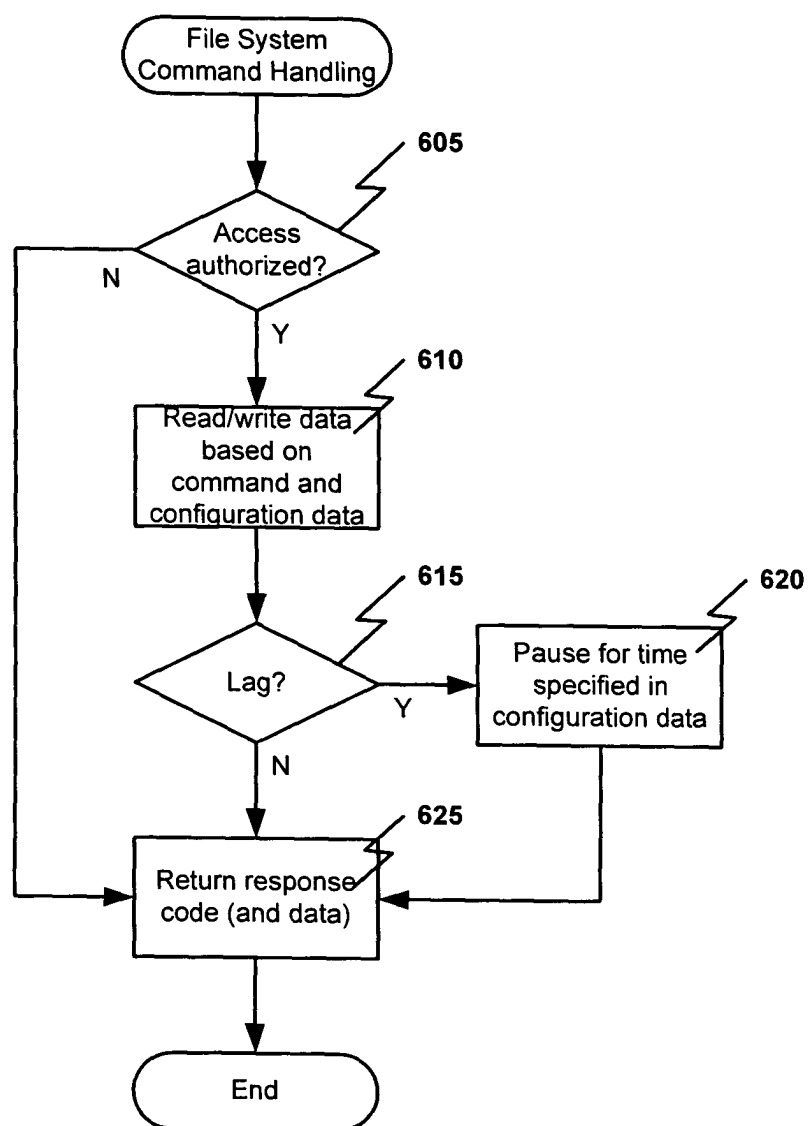 File System
Command Handling
605
Access
authorized?
N
Y
610
Read/write data
based on
command and
configuration data
615
620
Lag?
Y
Pause for time
specified in
configuration data
N
625
Return response
code (and data)
End